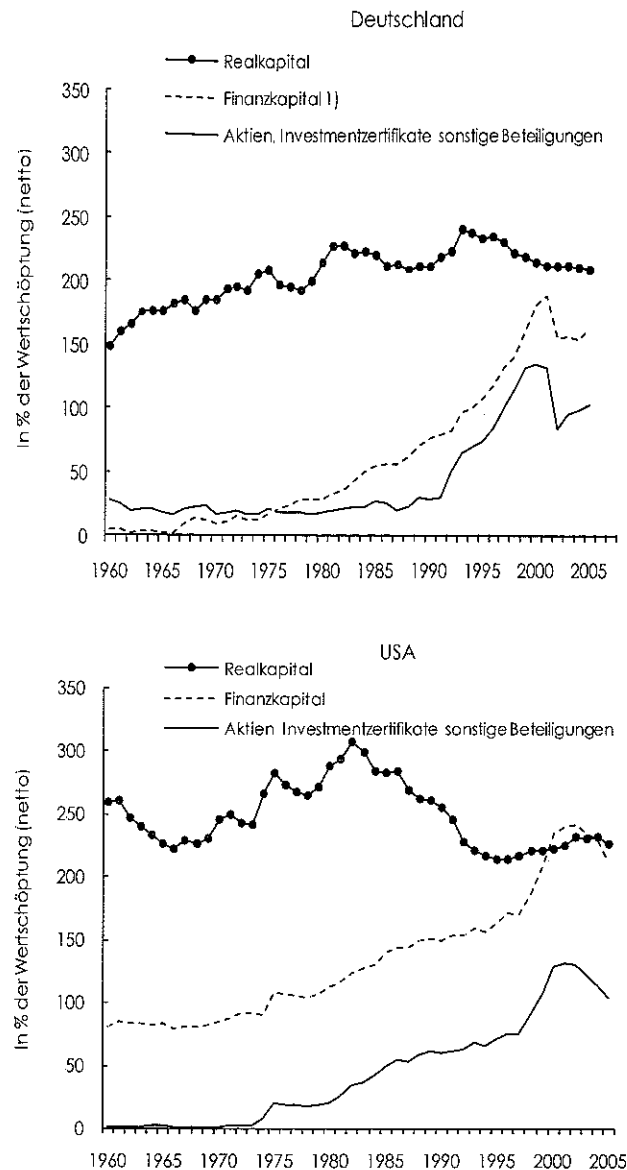 Deutschland
Realkapital
Finanzkapital 1)
Aktien, Investmentzertifikate sonstige Beteiligungen
In % der Wertschöptung (netto)
350
300
250
200
150
100
50
0
1960 1965 1970 1975 1980 1985 1990 1995 2000 2005
USA
Realkapital
Finanzkapital
Aktien Investmentzertifikate sonstige Beteiligungen
In % der Wertschöptung (netto)
350
300
250
200
150
100
50
0
1960 1965 1970 1975 1980 1985 1990 1995 2000 2005